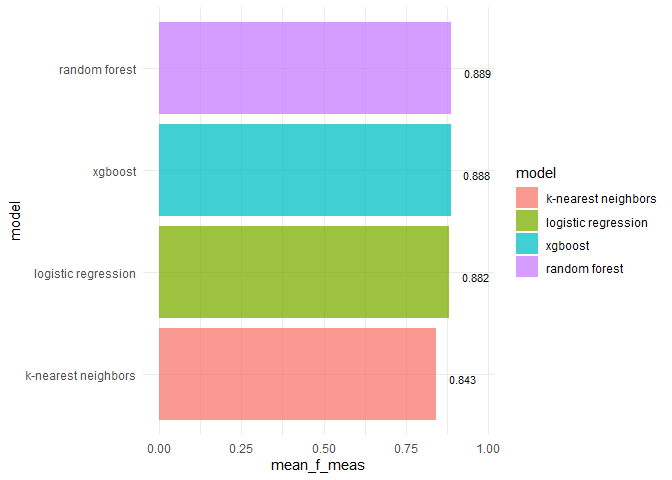 model
random forest
xgboost
logistic regression
k-nearest neighbors
0.889
0.888
0.882
0.843
0.00
0.25
0.50
0.75
1.00
mean_f_meas
model
k-nearest neighbors
logistic regression
xgboost
random forest